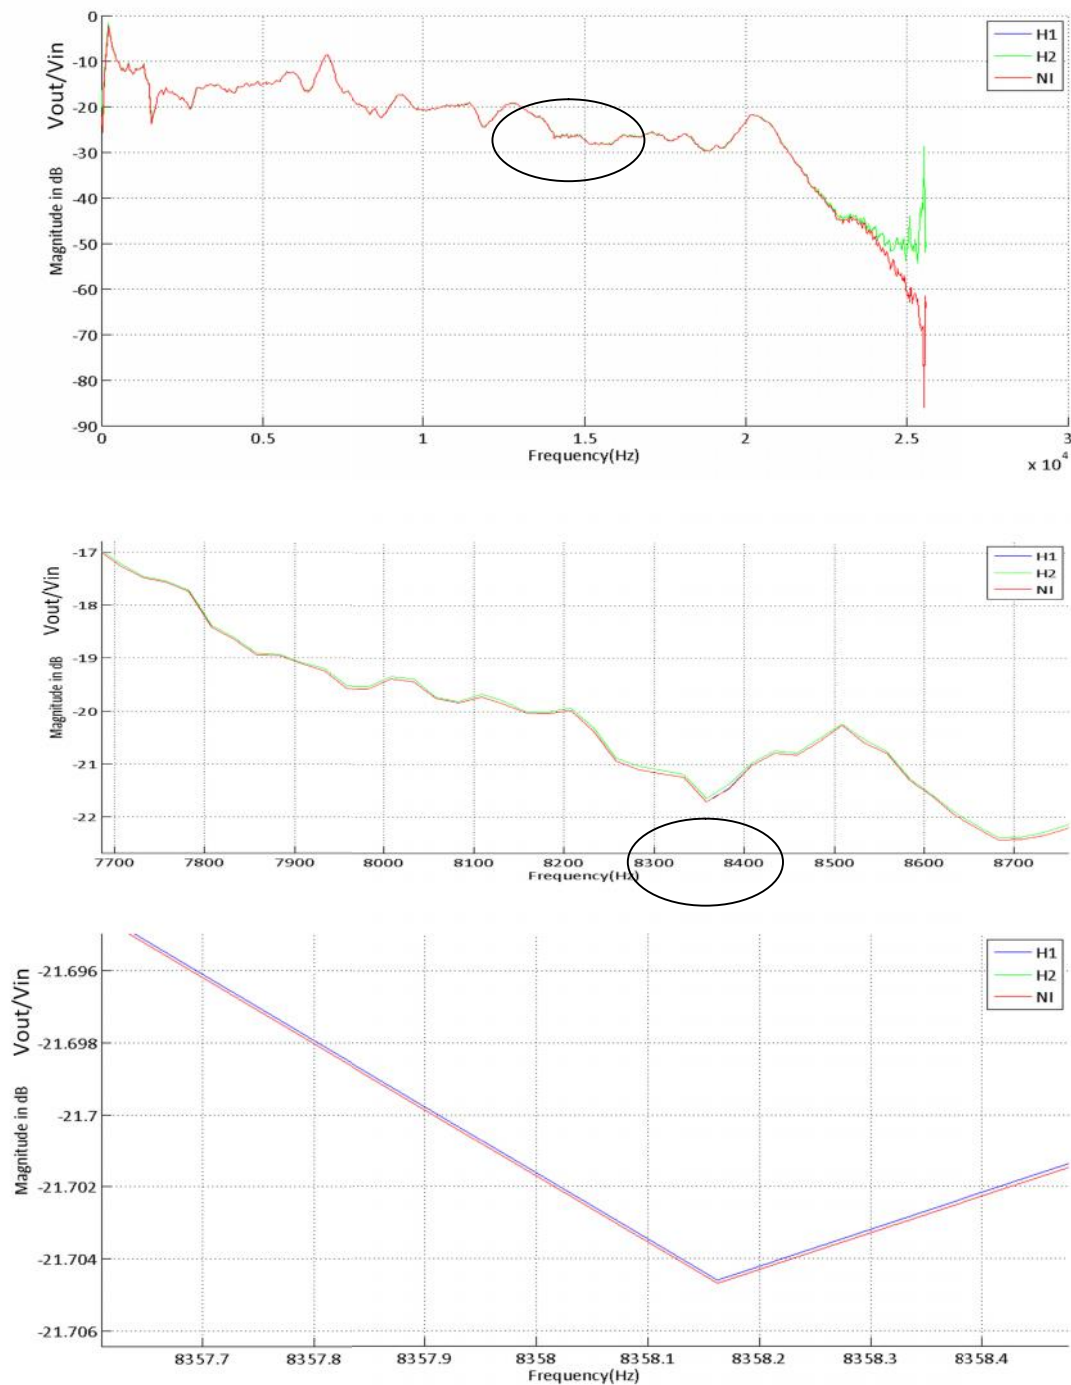 0
-10
-20
-30
-40
-50
-60
-70
-80
-90
Magnitude in dB Vout/Vin
H1
H2
NI
0 0.5 1 1.5 2 2.5 3
Frequency(Hz)
x 10^4
-17
-18
-19
-20
-21
-22
Magnitude in dB Vout/Vin
H1
H2
NI
7700 7800 7900 8000 8100 8200 8300 8400 8500 8600 8700
Frequency(Hz)
-21.696
-21.698
-21.7
-21.702
-21.704
-21.706
Magnitude in dB Vout/Vin
H1
H2
NI
8357.7 8357.8 8357.9 8358 8358.1 8358.2 8358.3 8358.4
Frequency(Hz)